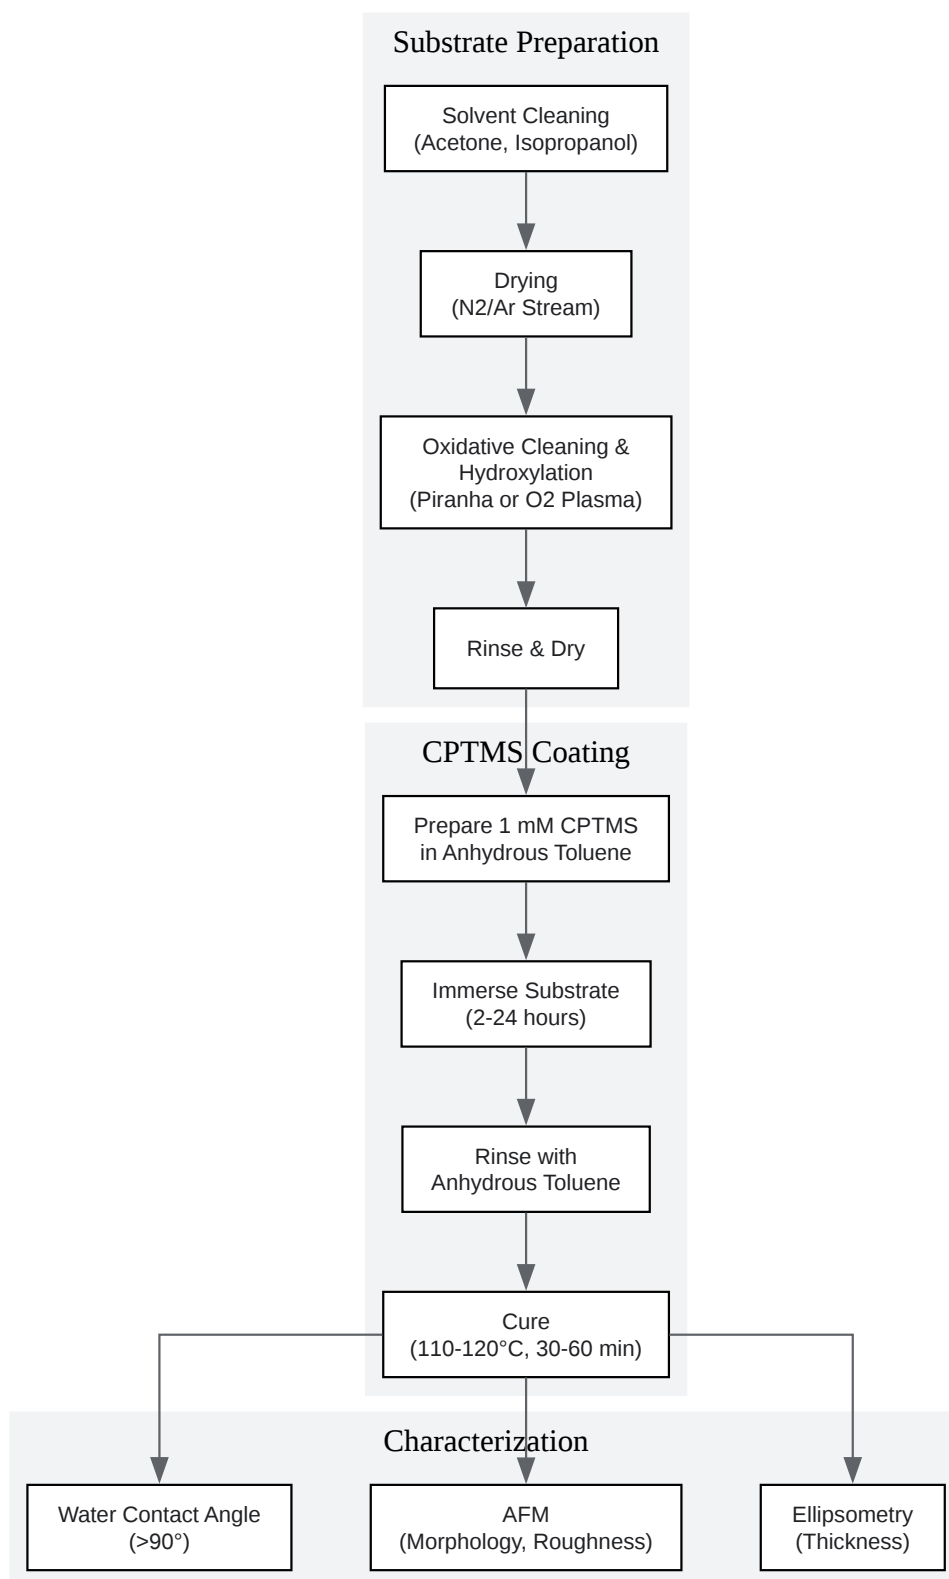 Substrate Preparation
Solvent Cleaning
(Acetone, Isopropanol)
Drying
(N2/Ar Stream)
Oxidative Cleaning &
Hydroxylation
(Piranha or O2 Plasma)
Rinse & Dry
CPTMS Coating
Prepare 1 mM CPTMS
in Anhydrous Toluene
Immerse Substrate
(2-24 hours)
Rinse with
Anhydrous Toluene
Cure
(110-120°C, 30-60 min)
Characterization
Water Contact Angle
(>90°)
AFM
(Morphology, Roughness)
Ellipsometry
(Thickness)